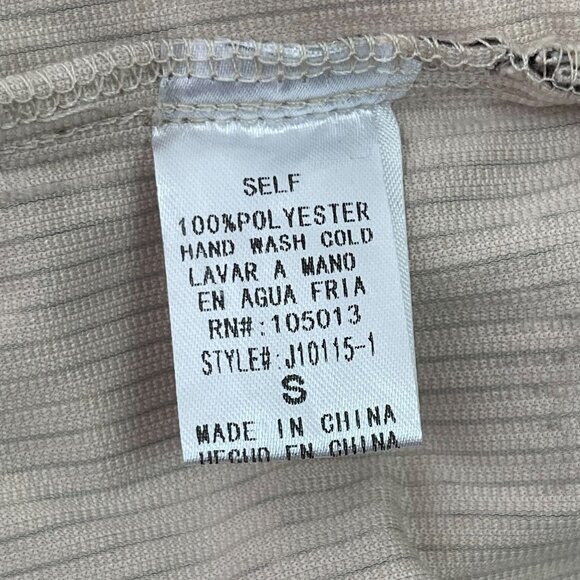 SELF
100%POLYESTER
HAND WASH COLD
LAVAR A MANO
EN AGUA FRIA
RN#:105013
STYLE#:J10115-1
S
MADE IN CHINA
HECHO EN CHINA